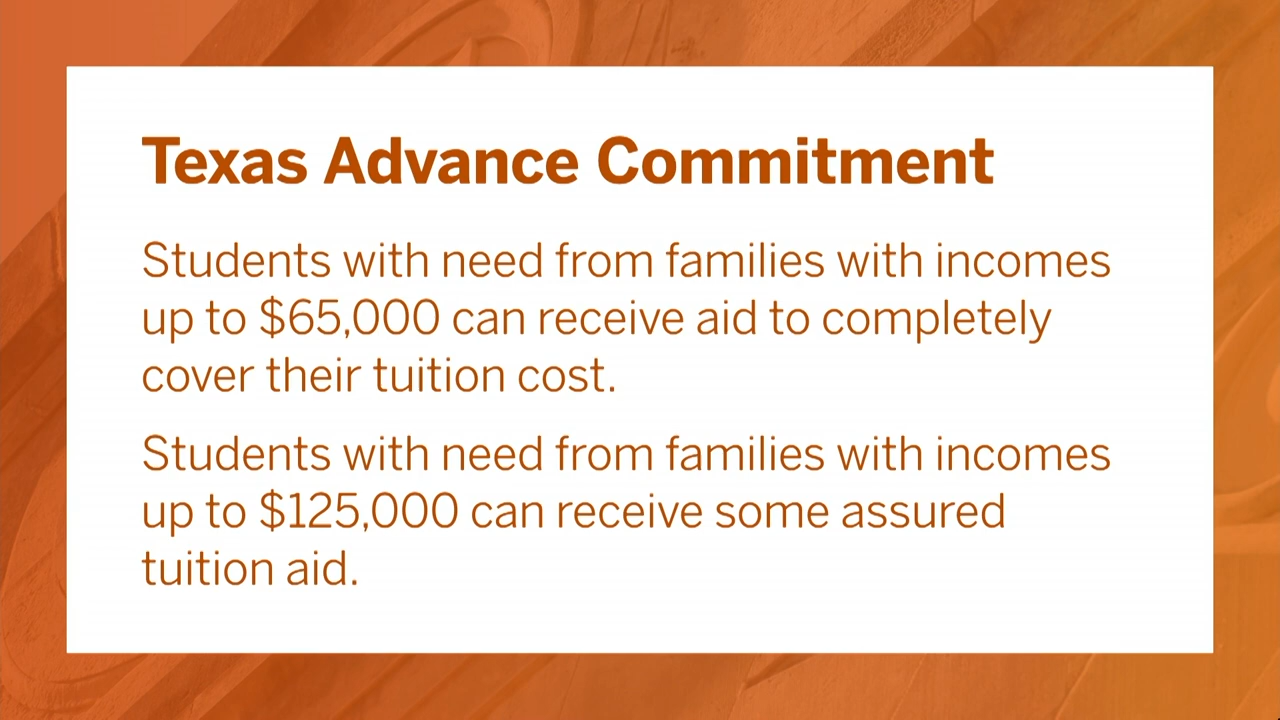 Texas Advance Commitment
Students with need from families with incomes
up to $65,000 can receive aid to completely
cover their tuition cost.
Students with need from families with incomes
up to $125,000 can receive some assured
tuition aid.